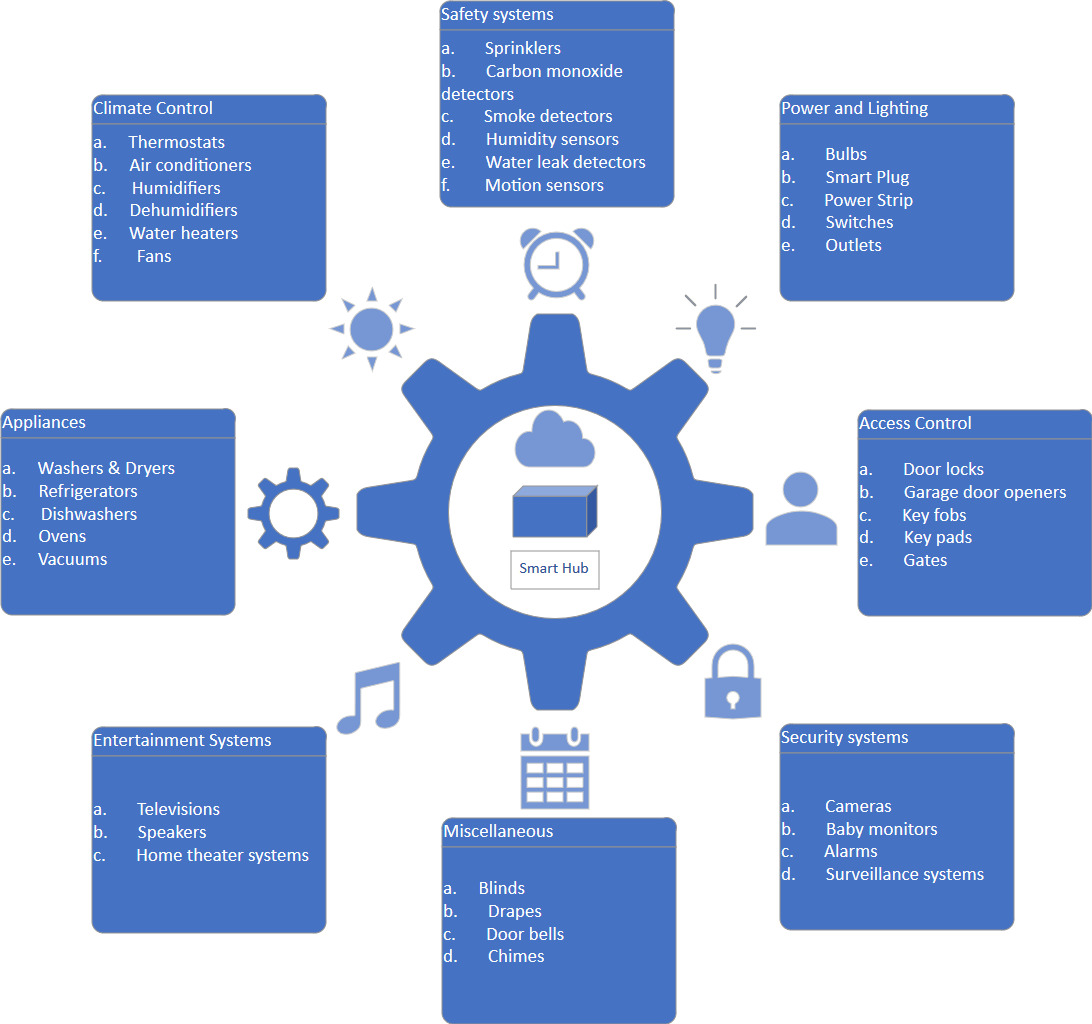 Safety systems
a. Sprinklers
b. Carbon monoxide
detectors
c. Smoke detectors
d. Humidity sensors
e. Water leak detectors
f. Motion sensors
Climate Control
a. Thermostats
b. Air conditioners
c. Humidifiers
d. Dehumidifiers
e. Water heaters
f. Fans
Power and Lighting
a. Bulbs
b. Smart Plug
c. Power Strip
d. Switches
e. Outlets
Appliances
a. Washers & Dryers
b. Refrigerators
c. Dishwashers
d. Ovens
e. Vacuums
Smart Hub
Access Control
a. Door locks
b. Garage door openers
c. Key fobs
d. Key pads
e. Gates
Entertainment Systems
a. Televisions
b. Speakers
c. Home theater systems
Miscellaneous
a. Blinds
b. Drapes
c. Door bells
d. Chimes
Security systems
a. Cameras
b. Baby monitors
c. Alarms
d. Surveillance systems